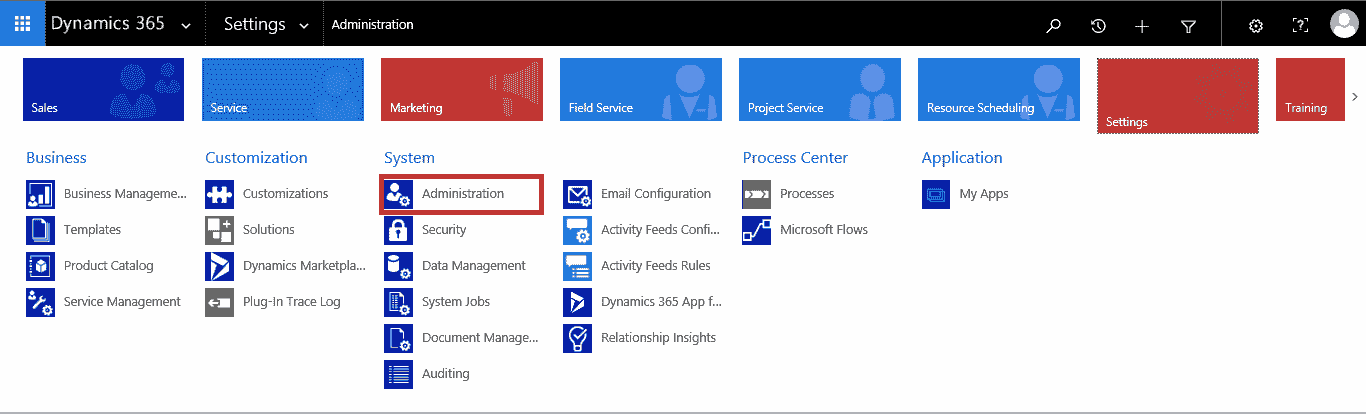 Dynamics 365 Settings Administration
Sales Service Marketing Field Service Project Service Resource Scheduling Settings Training
Business
Business Manageme...
Templates
Product Catalog
Service Management
Customization
Customizations
Solutions
Dynamics Marketpla...
Plug-In Trace Log
System
Administration
Security
Data Management
System Jobs
Document Manage...
Auditing
Email Configuration
Activity Feeds Confi...
Activity Feeds Rules
Dynamics 365 App f...
Relationship Insights
Process Center
Processes
Microsoft Flows
Application
My Apps